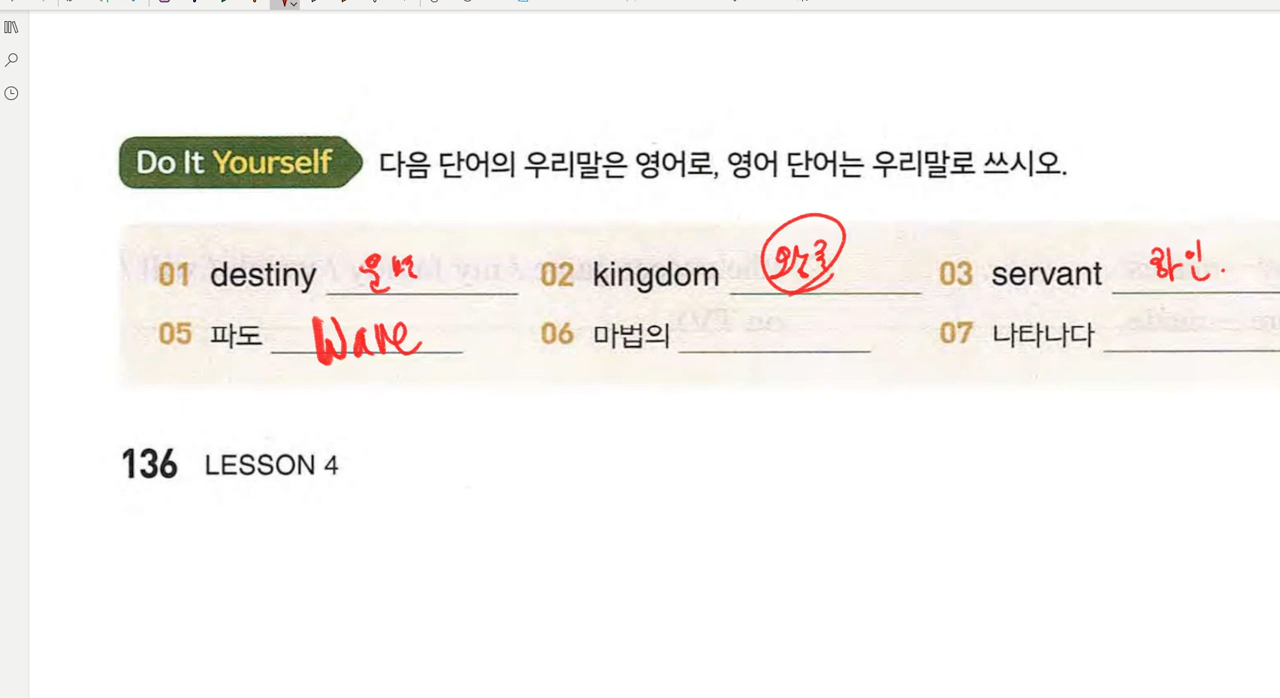 Do It Yourself 다음 단어의 우리말은 영어로, 영어 단어는 우리말로 쓰시오.
01 destiny 운명 02 kingdom 왕국 03 servant 하인.
05 파도 Wave 06 마법의 07 나타나다
136 LESSON 4